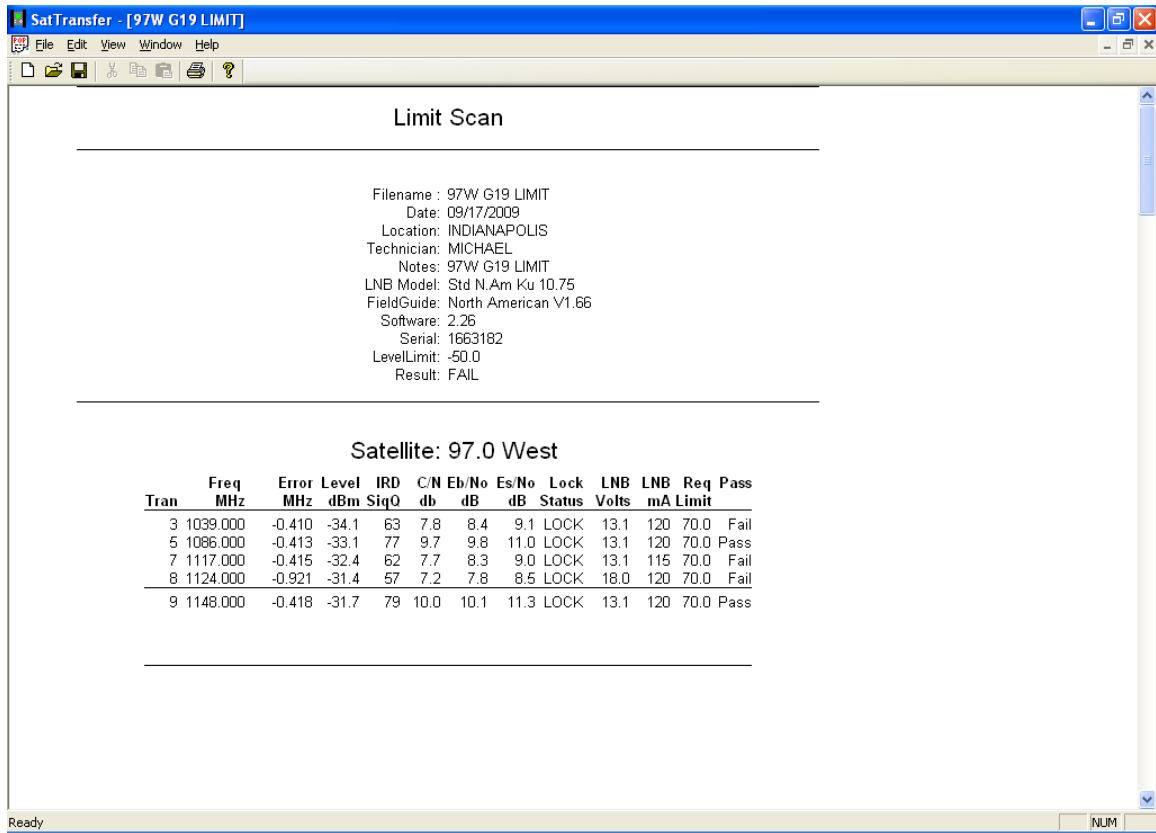 SatTransfer - [97W G19 LIMIT]
File Edit View Window Help
Limit Scan
Filename : 97W G19 LIMIT
Date: 09/17/2009
Location: INDIANAPOLIS
Technician: MICHAEL
Notes: 97W G19 LIMIT
LNB Model: Std N.Am Ku 10.75
FieldGuide: North American V1.66
Software: 2.26
Serial: 1663182
LevelLimit: -50.0
Result: FAIL
Satellite: 97.0 West
Freq Error Level IRD C/N Eb/No Es/No Lock LNB LNB Req Pass
Tran MHz MHz dBm SiqQ db dB dB Status Volts mA Limit
3 1039.000 -0.410 -34.1 63 7.8 8.4 9.1 LOCK 13.1 120 70.0 Fail
5 1086.000 -0.413 -33.1 77 9.7 9.8 11.0 LOCK 13.1 120 70.0 Pass
7 1117.000 -0.415 -32.4 62 7.7 8.3 9.0 LOCK 13.1 115 70.0 Fail
8 1124.000 -0.921 -31.4 57 7.2 7.8 8.5 LOCK 18.0 120 70.0 Fail
9 1148.000 -0.418 -31.7 79 10.0 10.1 11.3 LOCK 13.1 120 70.0 Pass
Ready NUM